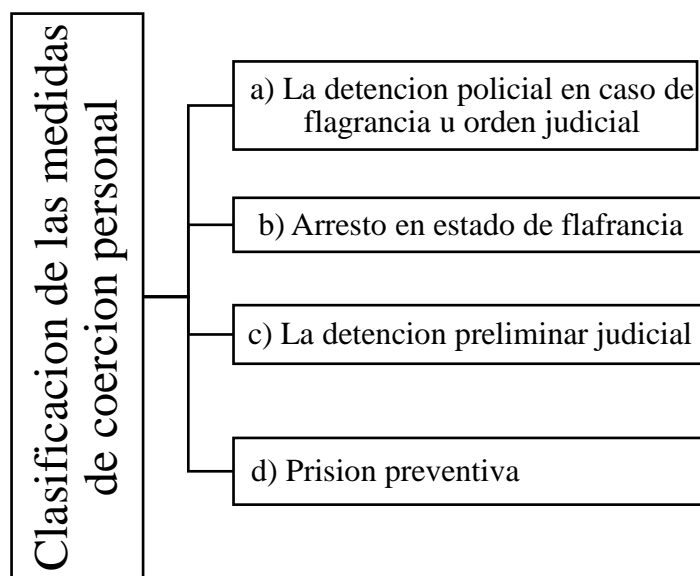 Clasificacion de las medidas
de coercion personal
a) La detencion policial en caso de
flagrancia u orden judicial
b) Arresto en estado de flafrancia
c) La detencion preliminar judicial
d) Prision preventiva